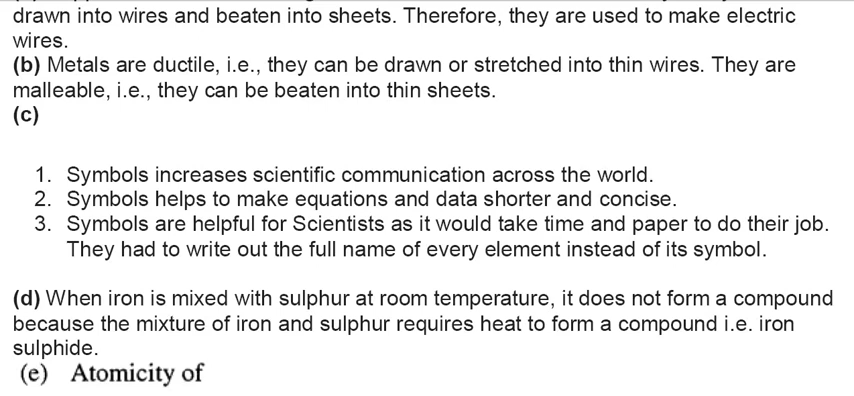 drawn into wires and beaten into sheets. Therefore, they are used to make electric
wires.
(b) Metals are ductile, i.e., they can be drawn or stretched into thin wires. They are
malleable, i.e., they can be beaten into thin sheets.
(c)
1. Symbols increases scientific communication across the world.
2. Symbols helps to make equations and data shorter and concise.
3. Symbols are helpful for Scientists as it would take time and paper to do their job.
They had to write out the full name of every element instead of its symbol.
(d) When iron is mixed with sulphur at room temperature, it does not form a compound
because the mixture of iron and sulphur requires heat to form a compound i.e. iron
sulphide.
(e) Atomicity of